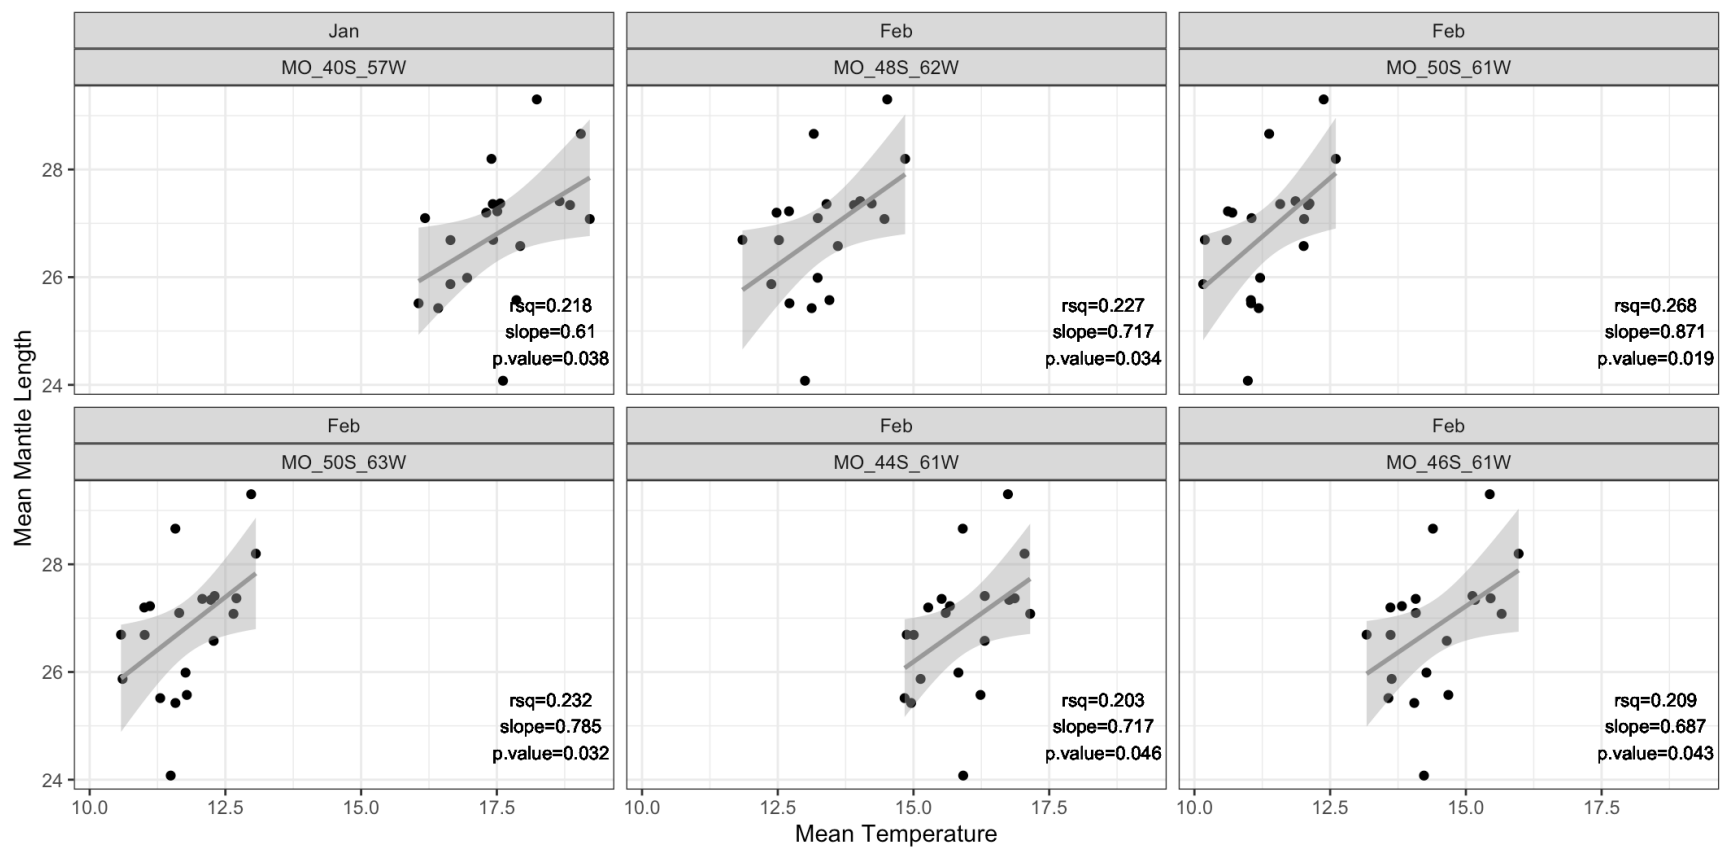 Jan
Feb
Feb
MO_40S_57W
MO_48S_62W
MO_50S_61W
28
26
24
rsq=0.218
slope=0.61
p.value=0.038
rsq=0.227
slope=0.717
p.value=0.034
rsq=0.268
slope=0.871
p.value=0.019
Mean Mantle Length
Feb
Feb
Feb
MO_50S_63W
MO_44S_61W
MO_46S_61W
28
26
24
rsq=0.232
slope=0.785
p.value=0.032
rsq=0.203
slope=0.717
p.value=0.046
rsq=0.209
slope=0.687
p.value=0.043
10.0 12.5 15.0 17.5
10.0 12.5 15.0 17.5
10.0 12.5 15.0 17.5
Mean Temperature